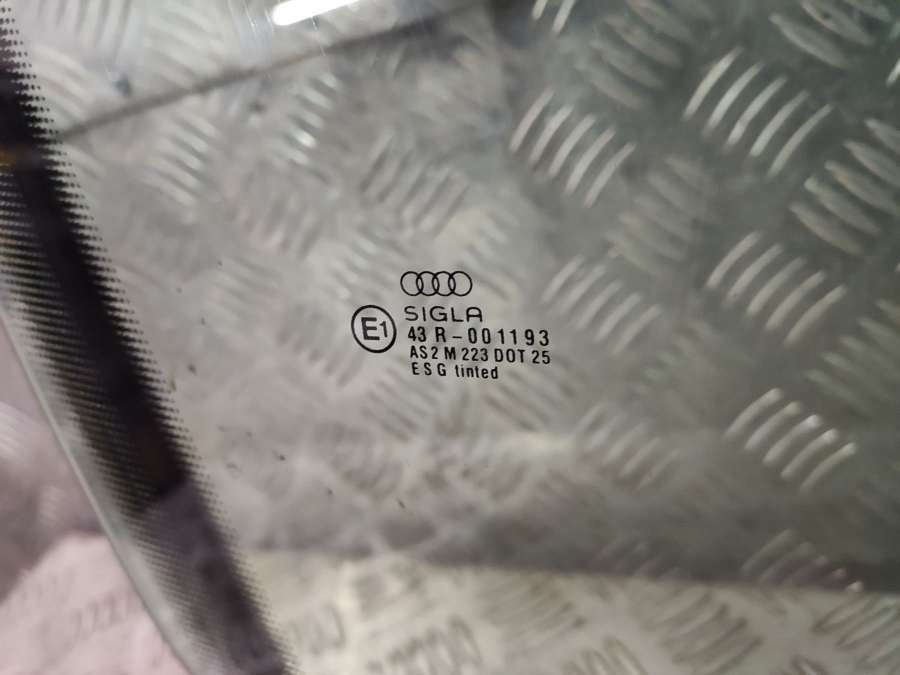 SIGLA
E1 43 R-001193
AS2 M 223 DOT 25
ESG tinted